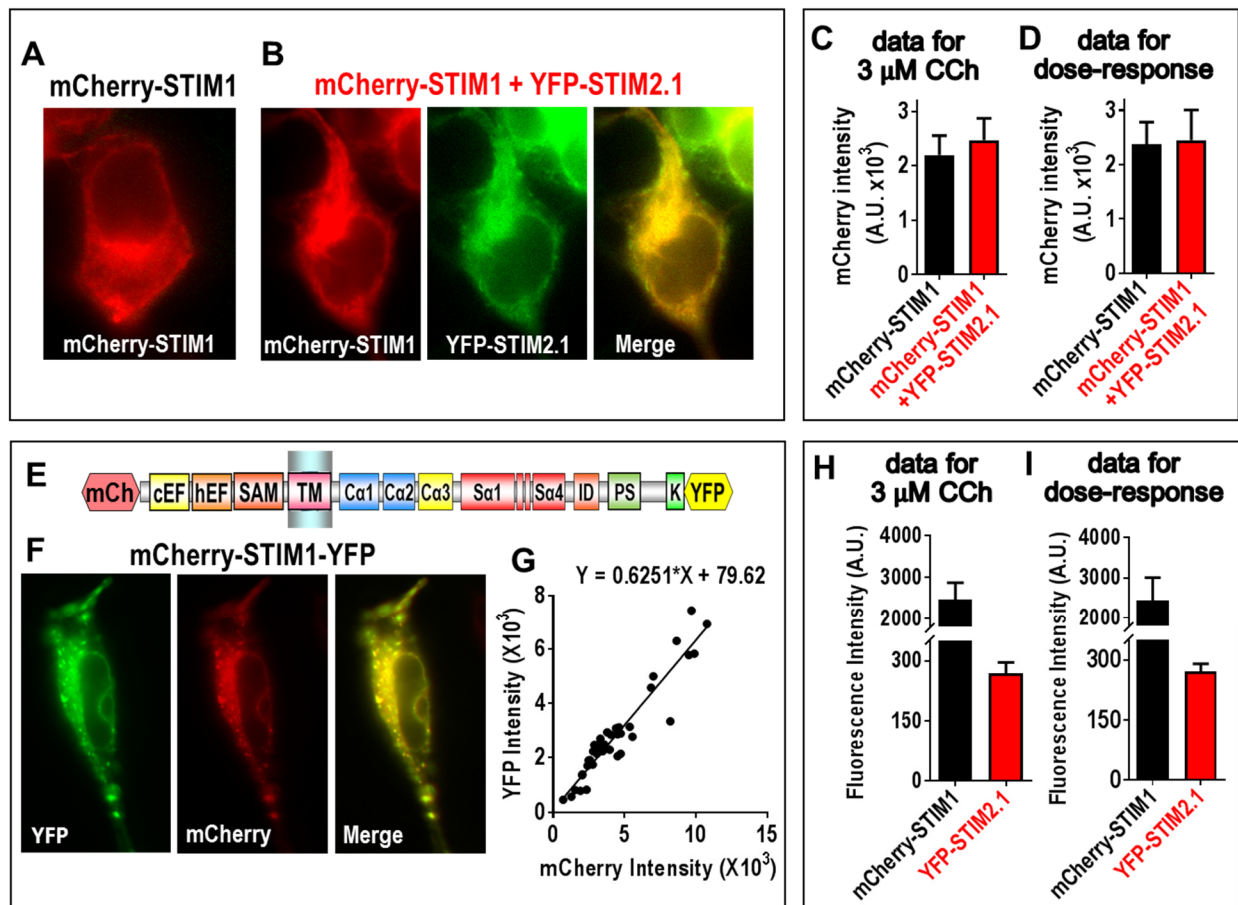 A
mCherry-STIM1
mCherry-STIM1
B
mCherry-STIM1 + YFP-STIM2.1
mCherry-STIM1
YFP-STIM2.1
Merge
C
data for
3 μM CCh
mCherry intensity
(A.U. x10³)
3
2
1
0
mCherry-STIM1
mCherry-STIM1
+YFP-STIM2.1
D
data for
dose-response
mCherry intensity
(A.U. x10³)
3
2
1
0
mCherry-STIM1
mCherry-STIM1
+YFP-STIM2.1
E
mCh cEF hEF SAM TM Cα1 Cα2 Cα3 Sα1 Sα4 ID PS K YFP
F
mCherry-STIM1-YFP
YFP
mCherry
Merge
G
Y = 0.6251*X + 79.62
YFP Intensity (X10³)
8
6
4
2
0
0 5 10 15
mCherry Intensity (X10³)
H
data for
3 μM CCh
Fluorescence Intensity (A.U.)
4000
3000
2000
300
150
0
mCherry-STIM1
YFP-STIM2.1
I
data for
dose-response
Fluorescence Intensity (A.U.)
4000
3000
2000
300
150
0
mCherry-STIM1
YFP-STIM2.1